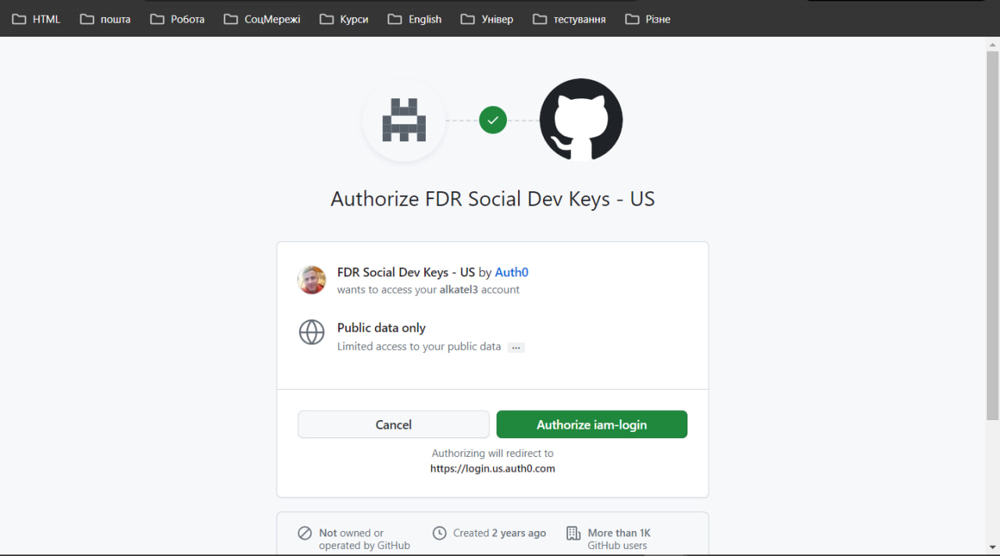 HTML пошта Робота СоцМережі Курси English Універ тестування Різне
Authorize FDR Social Dev Keys - US
FDR Social Dev Keys - US by Auth0
wants to access your alkatel3 account
Public data only
Limited access to your public data ...
Cancel Authorize iam-login
Authorizing will redirect to
https://login.us.auth0.com
Not owned or
operated by GitHub
Created 2 years ago
More than 1K
GitHub users